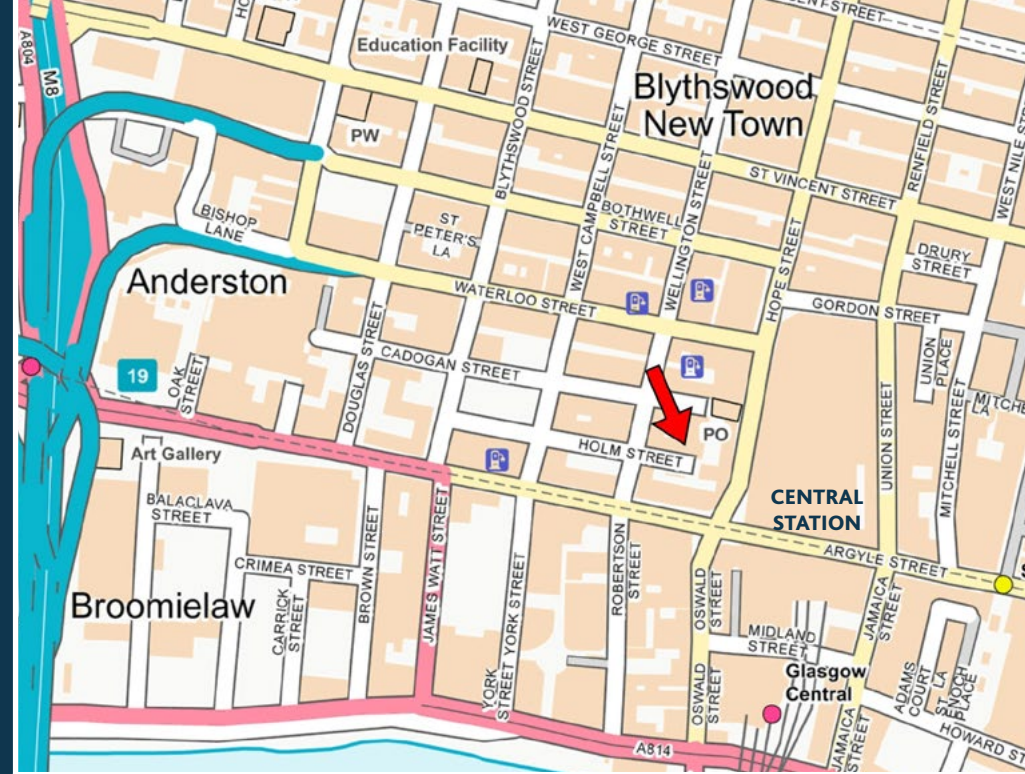 A804
M8
WEST GEORGE STREET
Education Facility
BLYTHSWOOD STREET
Blythswood
New Town
RENFIELD STREET
PW
WEST CAMPBELL STREET
WELLINGTON STREET
ST VINCENT STREET
BISHOP
LANE
ST
PETER'S
LA
BOTHWELL
STREET
HOPE STREET
DRURY
STREET
Anderston
WATERLOO STREET
GORDON STREET
UNION
PLACE
DOUGLAS STREET
CADOGAN STREET
19
OAK
STREET
UNION STREET
MITCHELL STREET
PO
HOLM STREET
Art Gallery
CENTRAL
STATION
BALACLAVA
STREET
ARGYLE STREET
CRIMEA STREET
BROWN STREET
JAMES WATT STREET
YORK STREET
ROBERTSON
STREET
OSWALD
STREET
JAMAICA
STREET
Broomielaw
CARRICK
STREET
MIDLAND
STREET
Glasgow
Central
YORK
STREET
OSWALD
STREET
ADAMS
COURT
ST ENOCH
LA PLACE
JAMAICA
STREET
HOWARD ST
A814